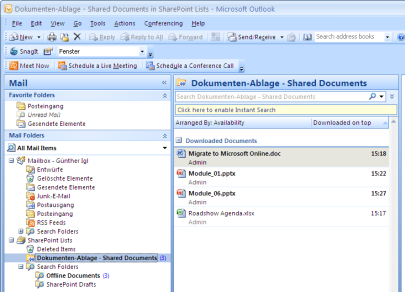 Dokumenten-Ablage - Shared Documents in SharePoint Lists - Microsoft Outlook
File Edit View Go Tools Actions Conferencing Help
New Reply Reply to All Forward Send/Receive Search address books
SnagIt Fenster
Meet Now Schedule a Live Meeting Schedule a Conference Call
Mail
Favorite Folders
Posteingang
Unread Mail
Gesendete Elemente
Mail Folders
All Mail Items
Mailbox - Günther Igl
Entwürfe
Gelöschte Elemente
Gesendete Elemente
Junk-E-Mail
Postausgang
Posteingang
RSS Feeds
Search Folders
SharePoint Lists
Deleted Items
Dokumenten-Ablage - Shared Documents (3)
Search Folders
Offline Documents (3)
SharePoint Drafts
Dokumenten-Ablage - Shared Documents
Search Dokumenten-Ablage - Shared Documents
Click here to enable Instant Search
Arranged By: Availability Downloaded on top
Downloaded Documents
Migrate to Microsoft Online.doc 15:18
Admin
Module_01.pptx 15:22
Admin
Module_06.pptx 15:27
Admin
Roadshow Agenda.xlsx 15:17
Admin